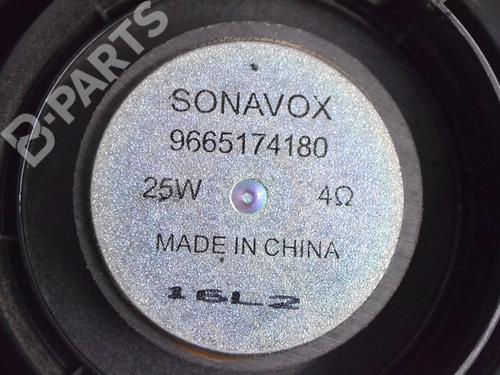 B-PARTS
SONAVOX
9665174180
25W 4Ω
MADE IN CHINA
16L2